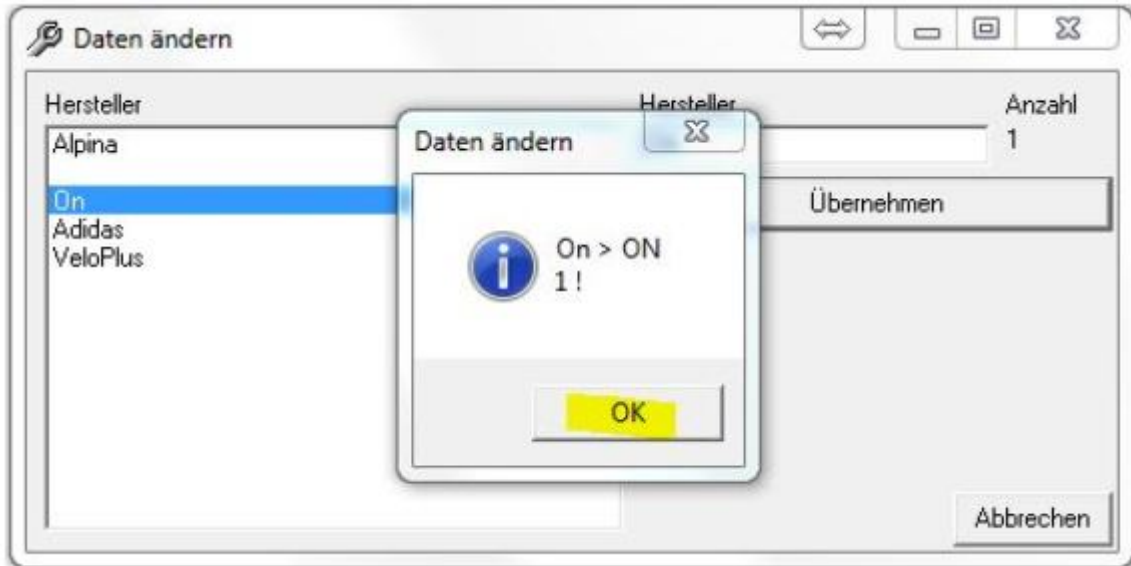 Daten ändern
Hersteller
Hersteller
Anzahl
Alpina
1
On
Adidas
VeloPlus
Übernehmen
Daten ändern
On > ON
1 !
OK
Abbrechen